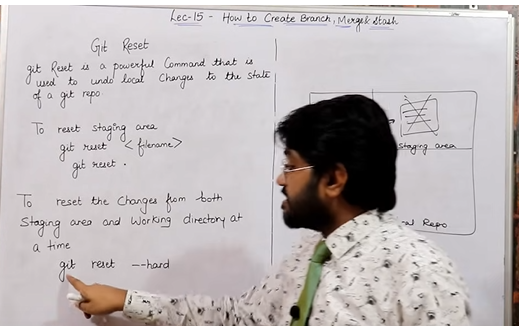 Lec-15 - How to Create Branch, Merge & Stash
Git Reset
git Reset is a powerful Command that is
used to undo local Changes to the state
of a git repo.
To reset staging area
git reset <filename>
git reset .
To reset the Changes from both
Staging area and Working directory at
a time
git reset --hard
Staging area
Repo